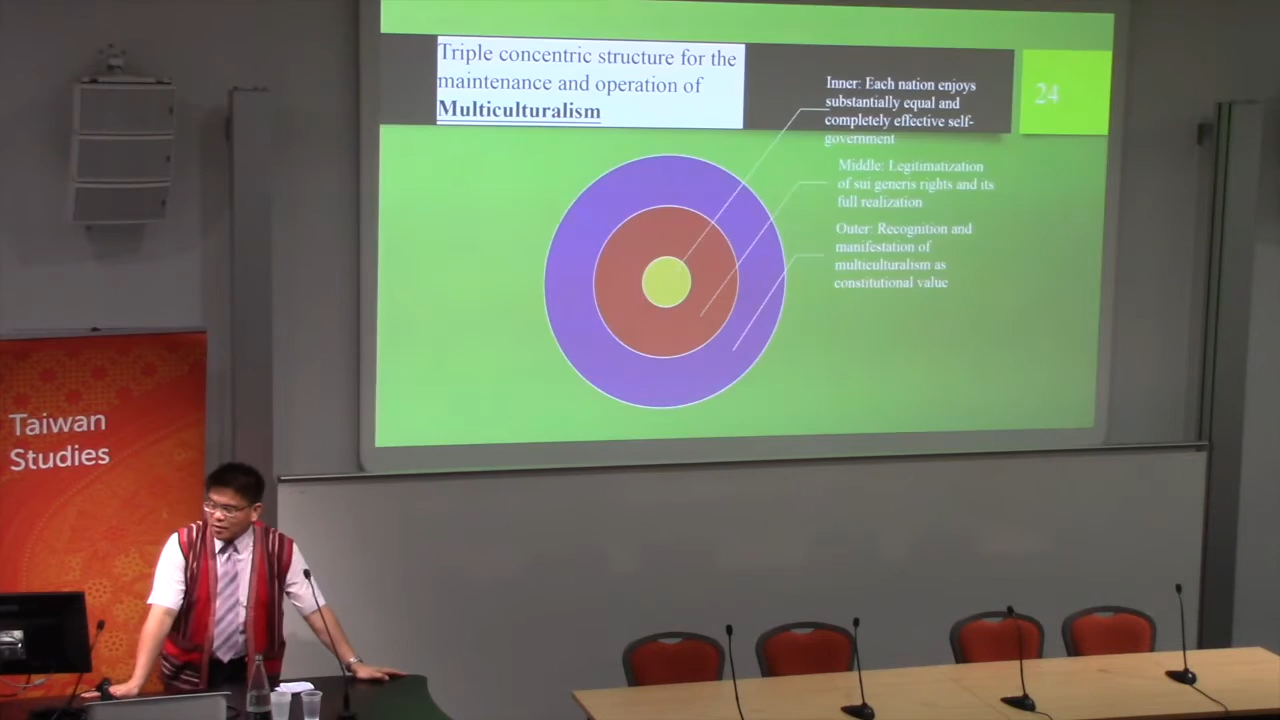 Triple concentric structure for the
maintenance and operation of
Multiculturalism
24
Inner: Each nation enjoys
substantially equal and
completely effective self-
government
Middle: Legitimatization
of sui generis rights and its
full realization
Outer: Recognition and
manifestation of
multiculturalism as
constitutional value
Taiwan
Studies